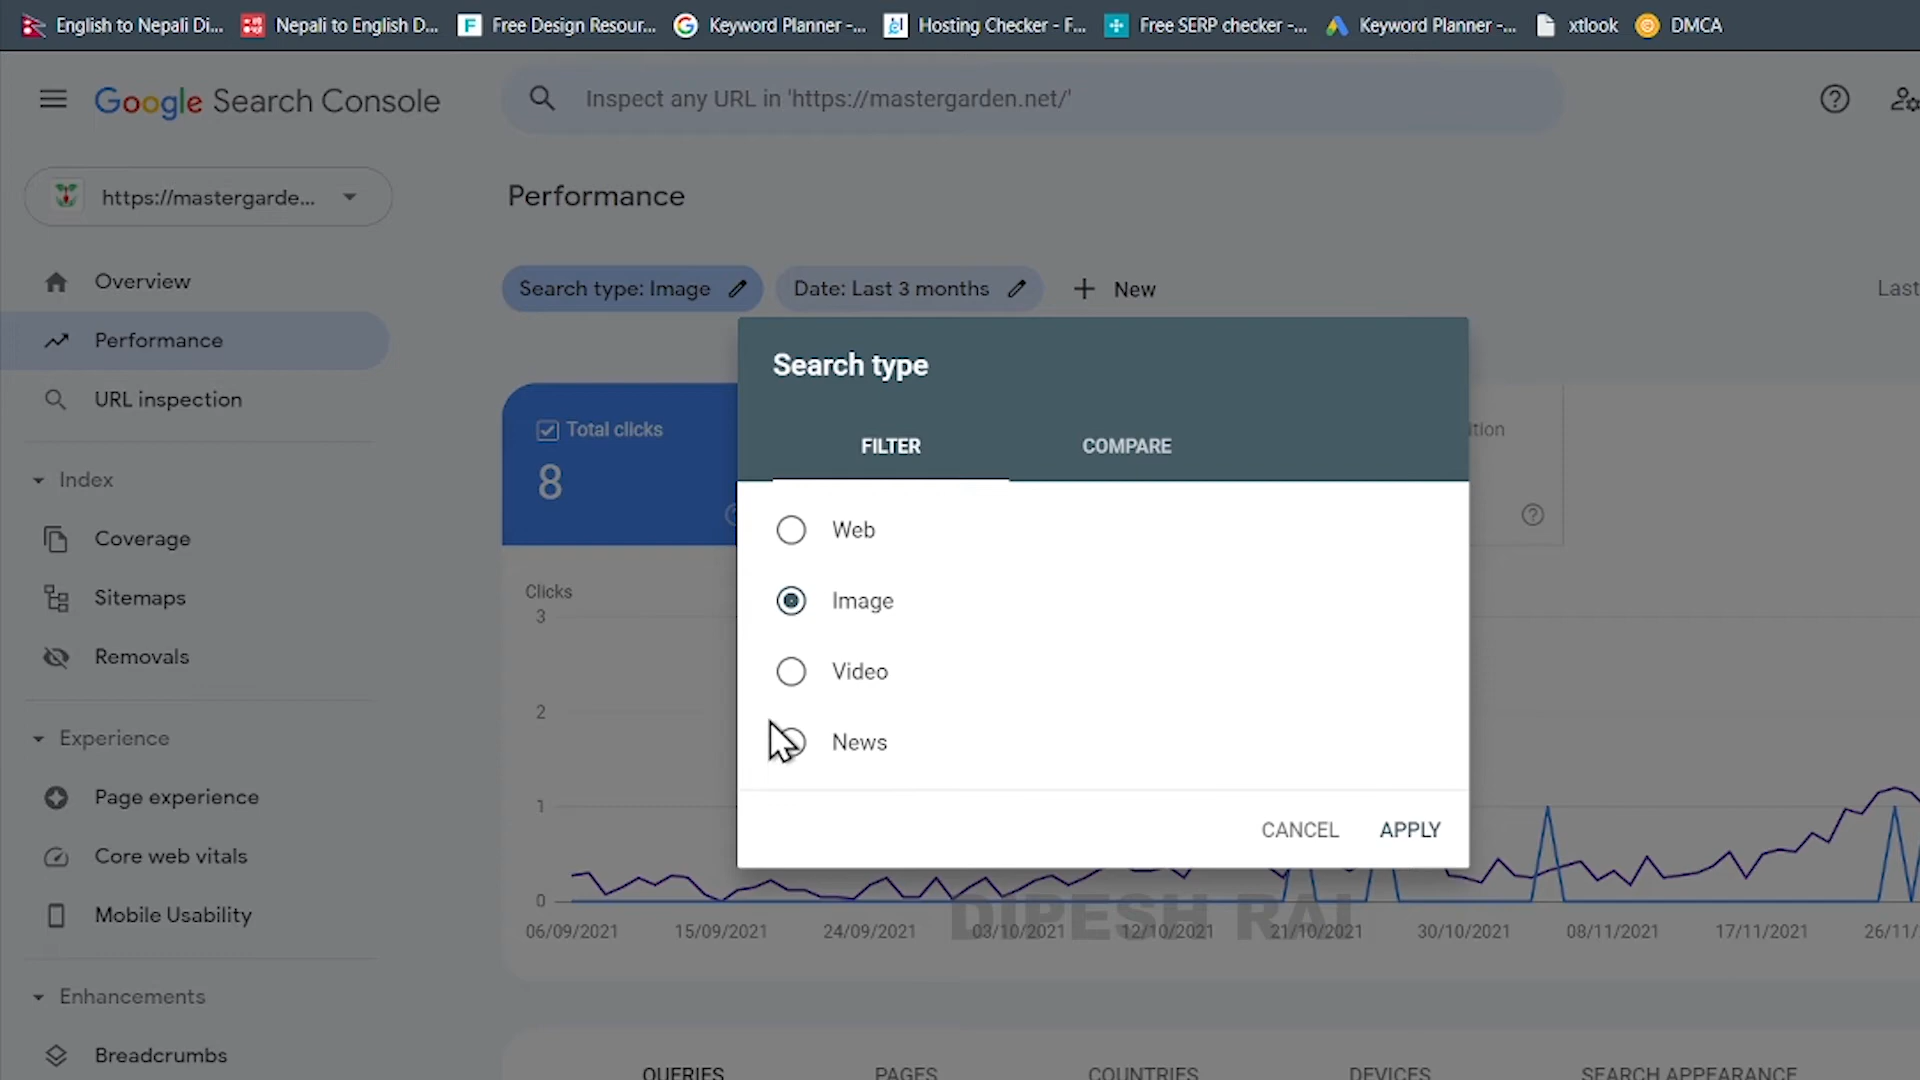 English to Nepali Di... Nepali to English D... Free Design Resour... Keyword Planner -... Hosting Checker - F... Free SERP checker -... Keyword Planner -... xtlook DMCA
Google Search Console
Inspect any URL in 'https://mastergarden.net/'
https://mastergarde...
Performance
Overview
Search type: Image
Date: Last 3 months
New
Last
Performance
URL inspection
Search type
FILTER
COMPARE
Total clicks
8
ition
Index
Coverage
Sitemaps
Removals
Web
Image
Video
News
CANCEL
APPLY
Clicks
3
2
1
0
06/09/2021 15/09/2021 24/09/2021 03/10/2021 12/10/2021 21/10/2021 30/10/2021 08/11/2021 17/11/2021 26/11/
DIPESH RAI
Experience
Page experience
Core web vitals
Mobile Usability
Enhancements
Breadcrumbs
QUERIES PAGES COUNTRIES DEVICES SEARCH APPEARANCE